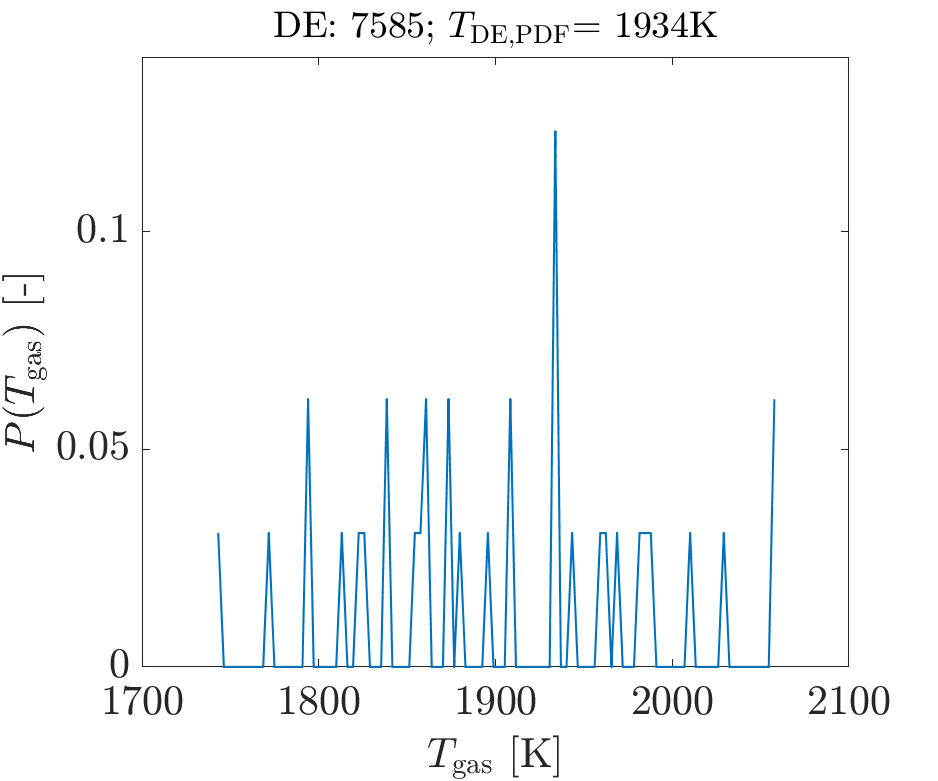 DE: 7585; T_DE,PDF= 1934K
0.1
0.05
0
P(T_gas) [-]
1700 1800 1900 2000 2100
T_gas [K]